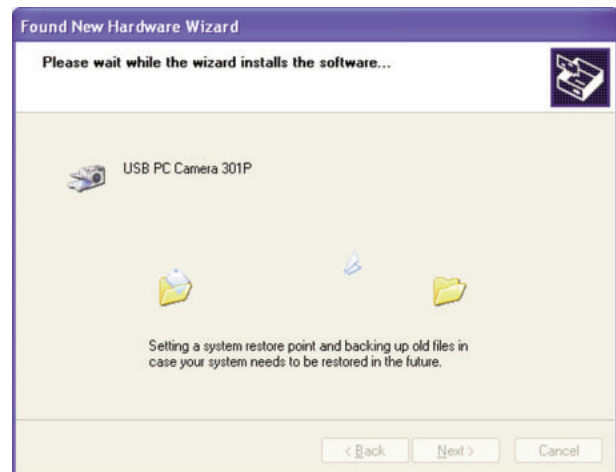 Found New Hardware Wizard
Please wait while the wizard installs the software...
USB PC Camera 301P
Setting a system restore point and backing up old files in
case your system needs to be restored in the future.
< Back Next > Cancel